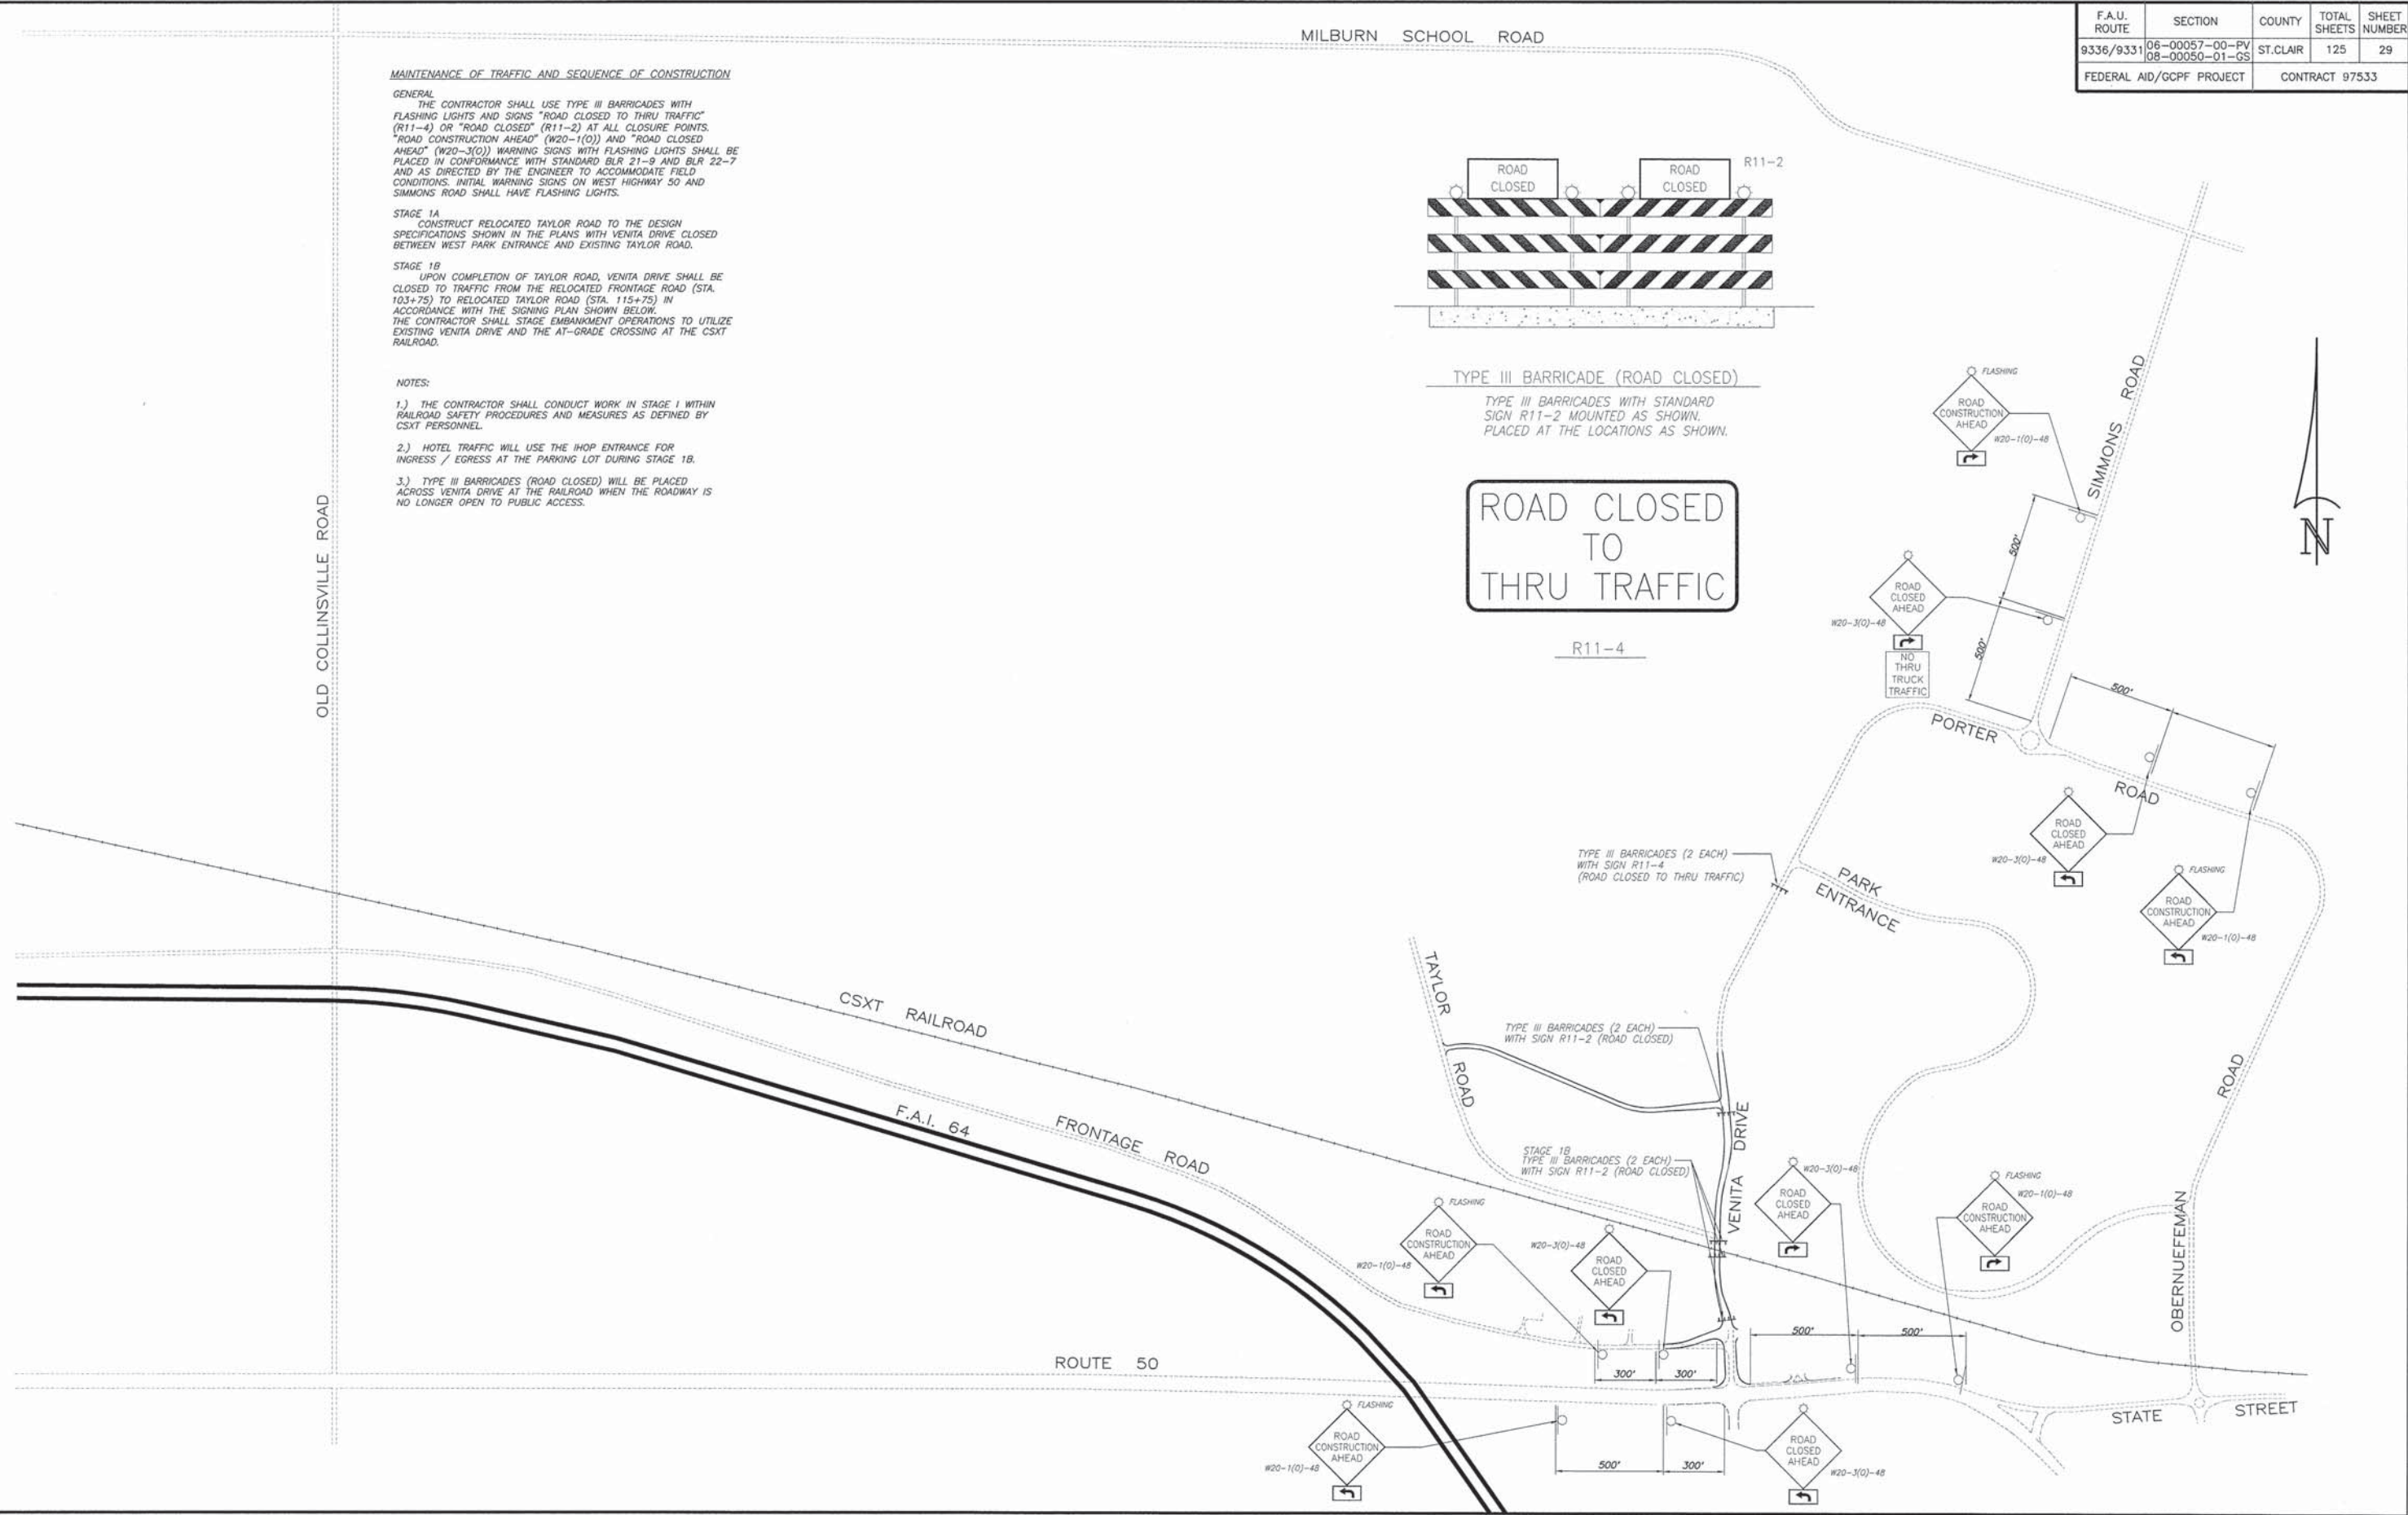 F.A.U. ROUTE SECTION COUNTY TOTAL SHEETS SHEET NUMBER
9336/9331 06-00057-00-PV 08-00050-01-GS ST.CLAIR 125 29
FEDERAL AID/GCPF PROJECT CONTRACT 97533
MILBURN SCHOOL ROAD
MAINTENANCE OF TRAFFIC AND SEQUENCE OF CONSTRUCTION
GENERAL
THE CONTRACTOR SHALL USE TYPE III BARRICADES WITH
FLASHING LIGHTS AND SIGNS "ROAD CLOSED TO THRU TRAFFIC"
(R11-4) OR "ROAD CLOSED" (R11-2) AT ALL CLOSURE POINTS.
"ROAD CONSTRUCTION AHEAD" (W20-1(O)) AND "ROAD CLOSED
AHEAD" (W20-3(O)) WARNING SIGNS WITH FLASHING LIGHTS SHALL BE
PLACED IN CONFORMANCE WITH STANDARD BLR 21-9 AND BLR 22-7
AND AS DIRECTED BY THE ENGINEER TO ACCOMMODATE FIELD
CONDITIONS. INITIAL WARNING SIGNS ON WEST HIGHWAY 50 AND
SIMMONS ROAD SHALL HAVE FLASHING LIGHTS.
STAGE 1A
CONSTRUCT RELOCATED TAYLOR ROAD TO THE DESIGN
SPECIFICATIONS SHOWN IN THE PLANS WITH VENITA DRIVE CLOSED
BETWEEN WEST PARK ENTRANCE AND EXISTING TAYLOR ROAD.
STAGE 1B
UPON COMPLETION OF TAYLOR ROAD, VENITA DRIVE SHALL BE
CLOSED TO TRAFFIC FROM THE RELOCATED FRONTAGE ROAD (STA.
103+75) TO RELOCATED TAYLOR ROAD (STA. 115+75) IN
ACCORDANCE WITH THE SIGNING PLAN SHOWN BELOW.
THE CONTRACTOR SHALL STAGE EMBANKMENT OPERATIONS TO UTILIZE
EXISTING VENITA DRIVE AND THE AT-GRADE CROSSING AT THE CSXT
RAILROAD.
NOTES:
1.) THE CONTRACTOR SHALL CONDUCT WORK IN STAGE I WITHIN
RAILROAD SAFETY PROCEDURES AND MEASURES AS DEFINED BY
CSXT PERSONNEL.
2.) HOTEL TRAFFIC WILL USE THE IHOP ENTRANCE FOR
INGRESS / EGRESS AT THE PARKING LOT DURING STAGE 1B.
3.) TYPE III BARRICADES (ROAD CLOSED) WILL BE PLACED
ACROSS VENITA DRIVE AT THE RAILROAD WHEN THE ROADWAY IS
NO LONGER OPEN TO PUBLIC ACCESS.
OLD COLLINSVILLE ROAD
ROAD
CLOSED
ROAD
CLOSED
R11-2
TYPE III BARRICADE (ROAD CLOSED)
TYPE III BARRICADES WITH STANDARD
SIGN R11-2 MOUNTED AS SHOWN.
PLACED AT THE LOCATIONS AS SHOWN.
ROAD CLOSED
TO
THRU TRAFFIC
R11-4
FLASHING
ROAD
CONSTRUCTION
AHEAD
W20-1(O)-48
SIMMONS ROAD
N
500'
ROAD
CLOSED
AHEAD
W20-3(O)-48
NO
THRU
TRUCK
TRAFFIC
500'
500'
PORTER
ROAD
ROAD
CLOSED
AHEAD
W20-3(O)-48
FLASHING
ROAD
CONSTRUCTION
AHEAD
W20-1(O)-48
TYPE III BARRICADES (2 EACH)
WITH SIGN R11-4
(ROAD CLOSED TO THRU TRAFFIC)
PARK
ENTRANCE
TAYLOR
ROAD
TYPE III BARRICADES (2 EACH)
WITH SIGN R11-2 (ROAD CLOSED)
VENITA DRIVE
STAGE 1B
TYPE III BARRICADES (2 EACH)
WITH SIGN R11-2 (ROAD CLOSED)
CSXT RAILROAD
F.A.I. 64
FRONTAGE ROAD
FLASHING
ROAD
CONSTRUCTION
AHEAD
W20-1(O)-48
W20-3(O)-48
ROAD
CLOSED
AHEAD
W20-3(O)-48
ROAD
CLOSED
AHEAD
FLASHING
W20-1(O)-48
ROAD
CONSTRUCTION
AHEAD
OBERNUEFEMAN
ROAD
300'
300'
500'
500'
ROUTE 50
FLASHING
ROAD
CONSTRUCTION
AHEAD
W20-1(O)-48
500'
300'
ROAD
CLOSED
AHEAD
W20-3(O)-48
STATE STREET